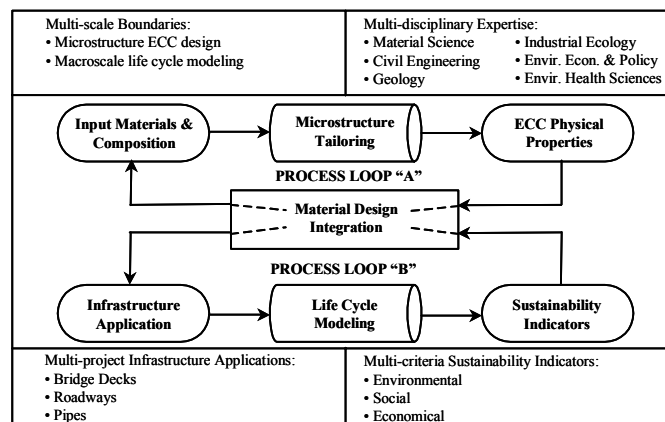 Multi-scale Boundaries:
• Microstructure ECC design
• Macroscale life cycle modeling
Multi-disciplinary Expertise:
• Material Science
• Civil Engineering
• Geology
• Industrial Ecology
• Envir. Econ. & Policy
• Envir. Health Sciences
Input Materials &
Composition
Microstructure
Tailoring
ECC Physical
Properties
PROCESS LOOP “A”
Material Design
Integration
PROCESS LOOP “B”
Infrastructure
Application
Life Cycle
Modeling
Sustainability
Indicators
Multi-project Infrastructure Applications:
• Bridge Decks
• Roadways
• Pipes
Multi-criteria Sustainability Indicators:
• Environmental
• Social
• Economical